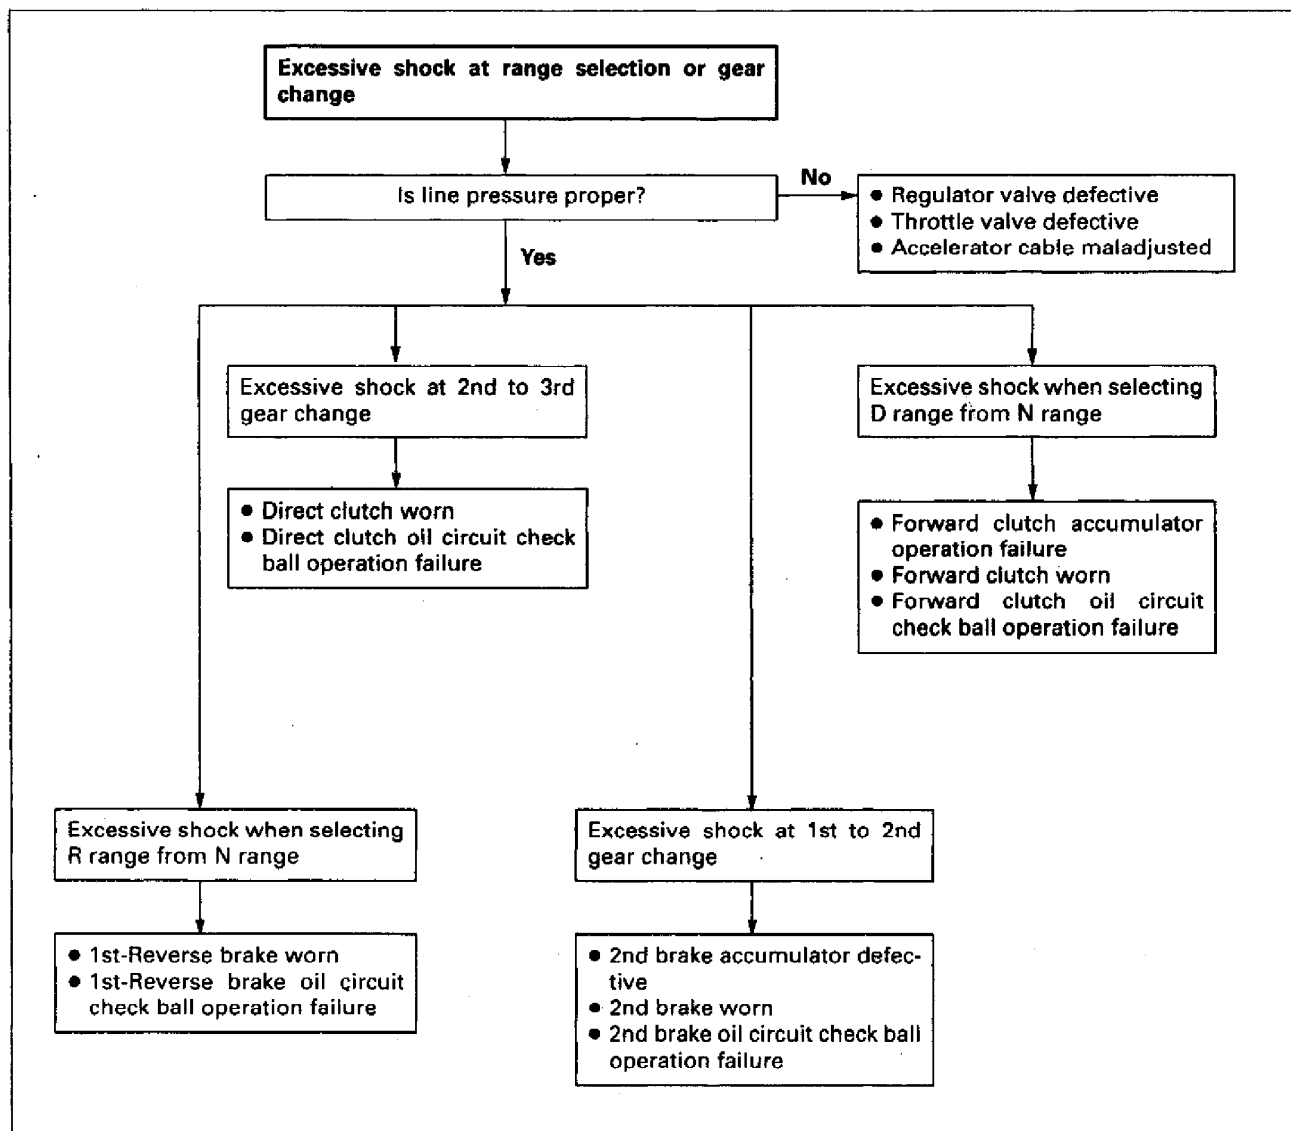 Excessive shock at range selection or gear
change
Is line pressure proper?
No
● Regulator valve defective
● Throttle valve defective
● Accelerator cable maladjusted
Yes
Excessive shock at 2nd to 3rd
gear change
● Direct clutch worn
● Direct clutch oil circuit check
ball operation failure
Excessive shock when selecting
D range from N range
● Forward clutch accumulator
operation failure
● Forward clutch worn
● Forward clutch oil circuit
check ball operation failure
Excessive shock when selecting
R range from N range
● 1st-Reverse brake worn
● 1st-Reverse brake oil circuit
check ball operation failure
Excessive shock at 1st to 2nd
gear change
● 2nd brake accumulator defec-
tive
● 2nd brake worn
● 2nd brake oil circuit check ball
operation failure